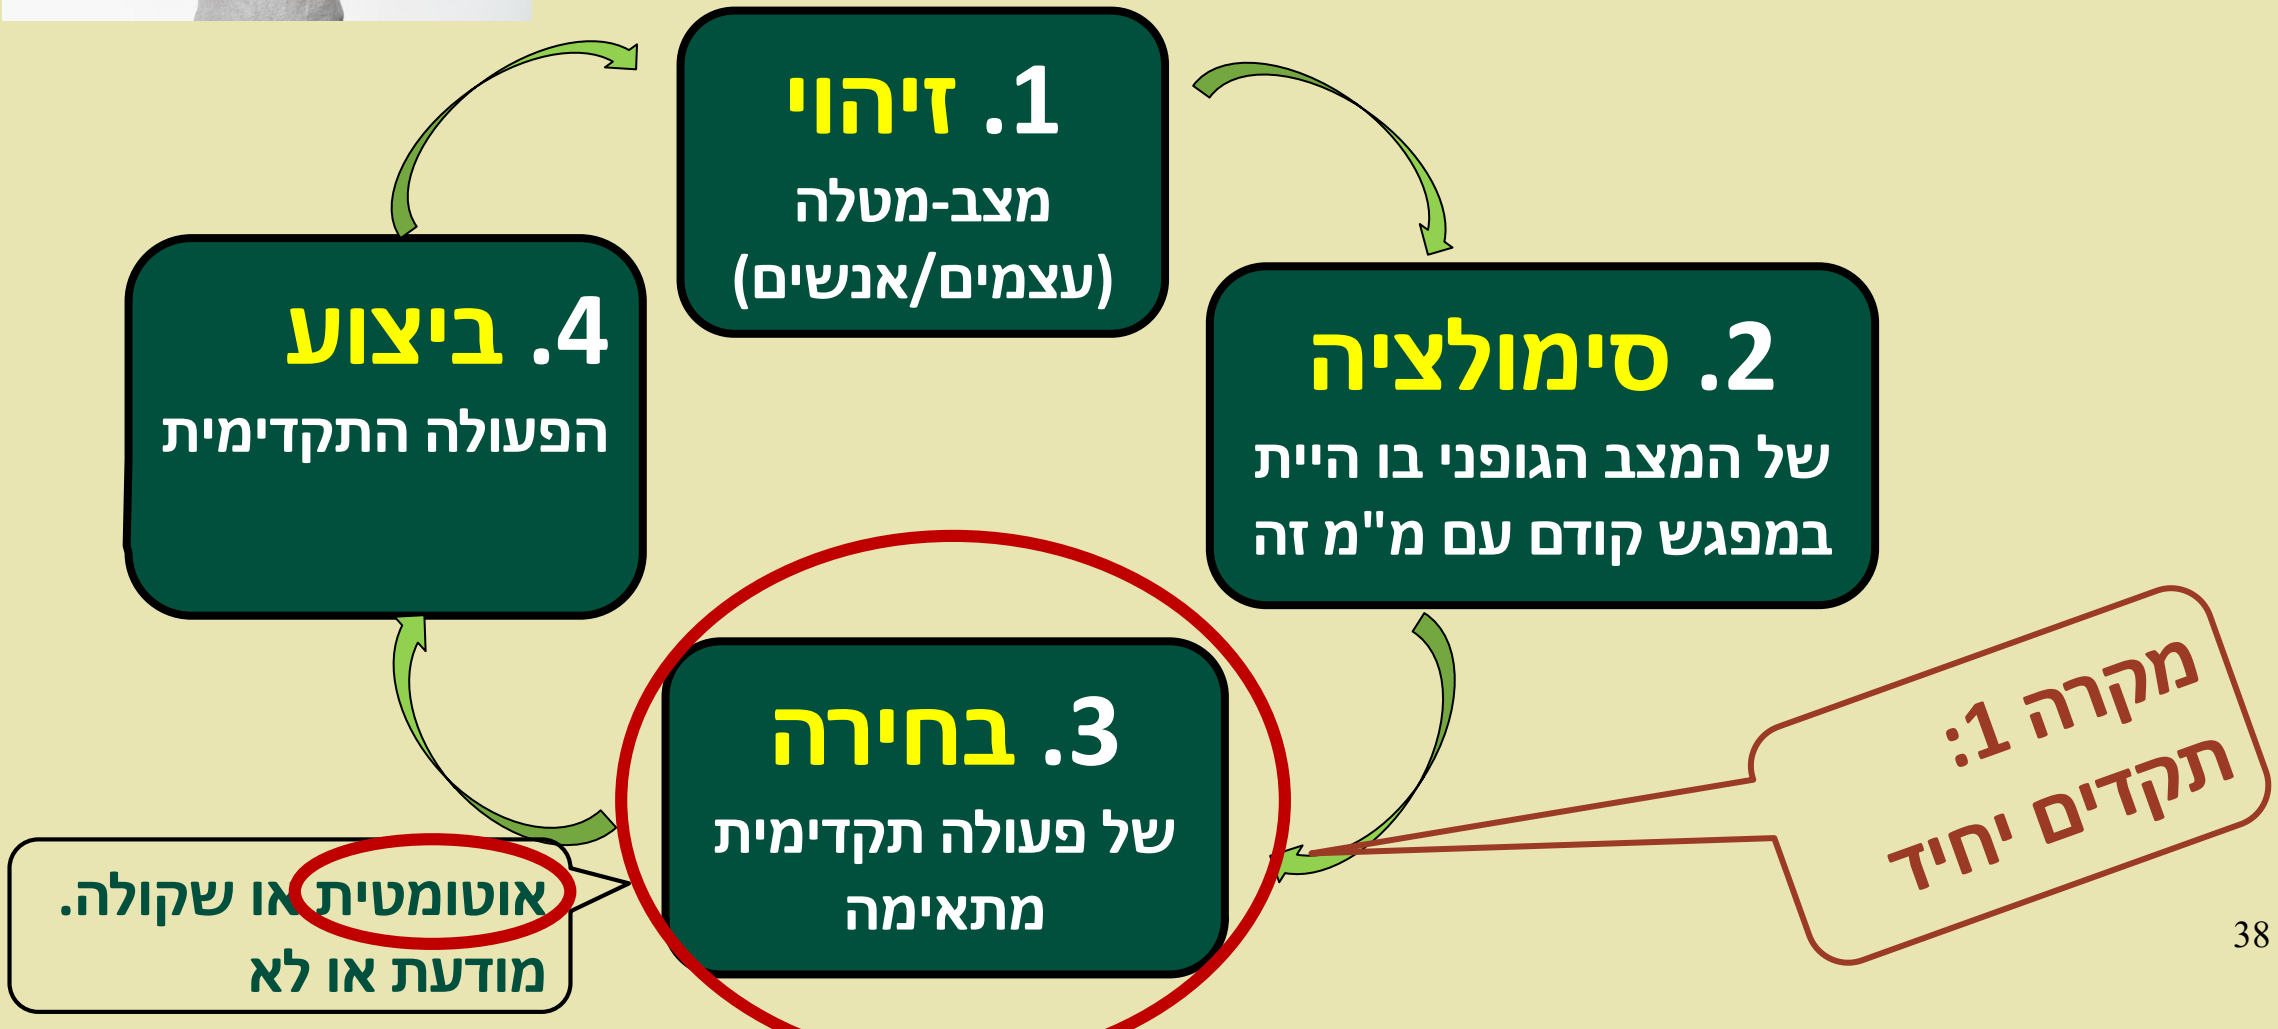 1. זיהוי
מצב-מטלה
(עצמים/אנשים)
2. סימולציה
של המצב הגופני בו היית
במפגש קודם עם מ"מ זה
3. בחירה
של פעולה תקדימית
מתאימה
4. ביצוע
הפעולה התקדימית
אוטומטית או שקולה.
מודעת או לא
מקרה 1:
תקדים יחיד
38